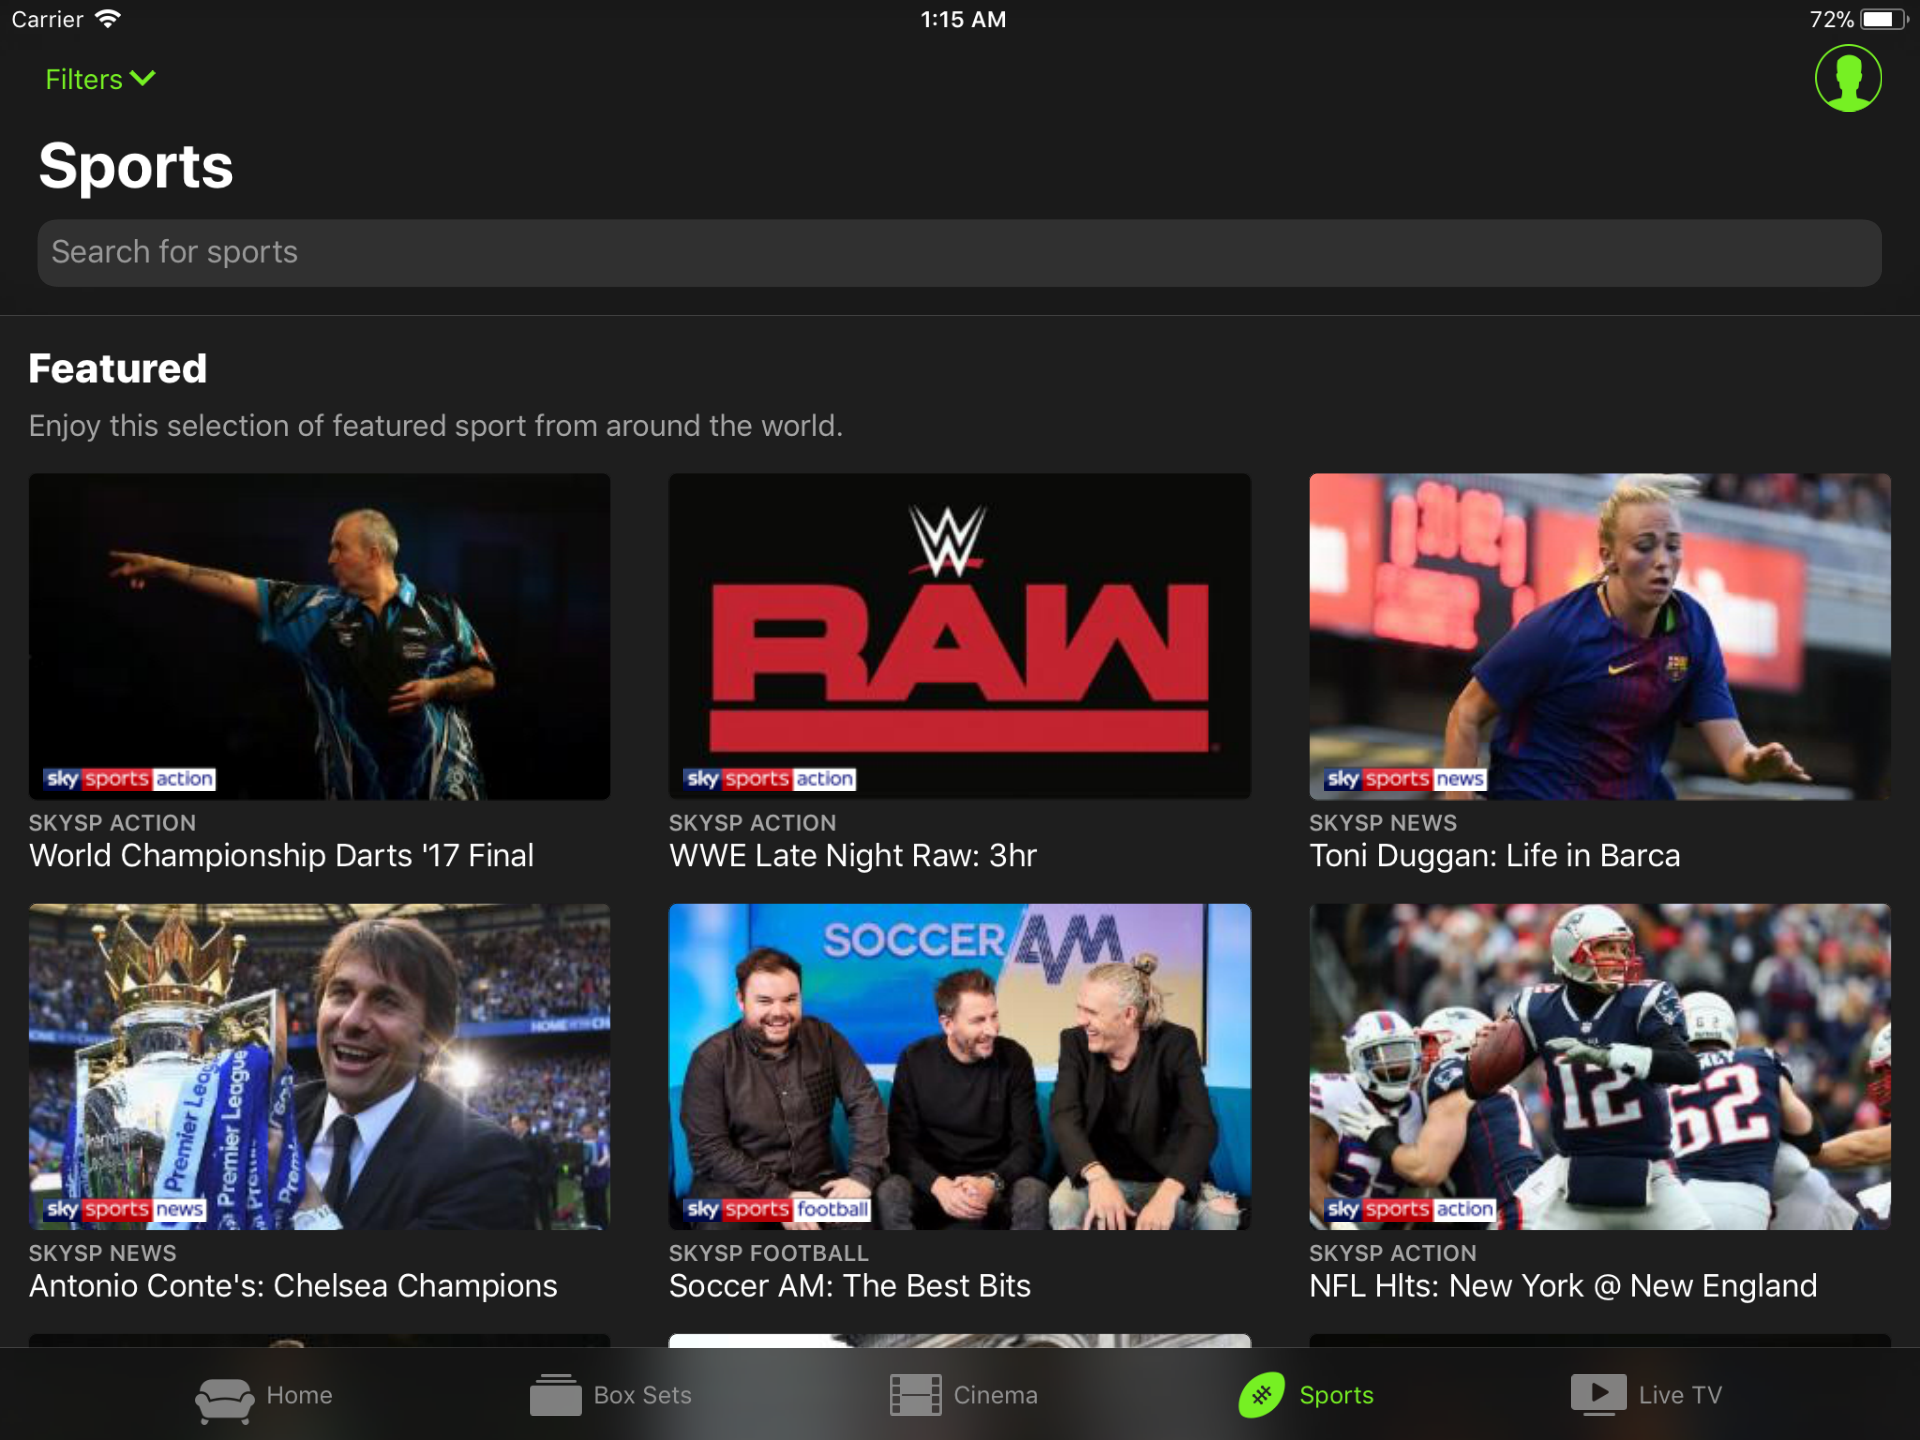 Carrier
1:15 AM
72%
Filters
Sports
Search for sports
Featured
Enjoy this selection of featured sport from around the world.
sky sports action
W
RAW
sky sports action
sky sports news
SKYSP ACTION
World Championship Darts '17 Final
SKYSP ACTION
WWE Late Night Raw: 3hr
SKYSP NEWS
Toni Duggan: Life in Barca
Premier League
Premier League
sky sports news
SOCCER AM
sky sports football
12
62
sky sports action
SKYSP NEWS
Antonio Conte's: Chelsea Champions
SKYSP FOOTBALL
Soccer AM: The Best Bits
SKYSP ACTION
NFL Hlts: New York @ New England
Home
Box Sets
Cinema
Sports
Live TV